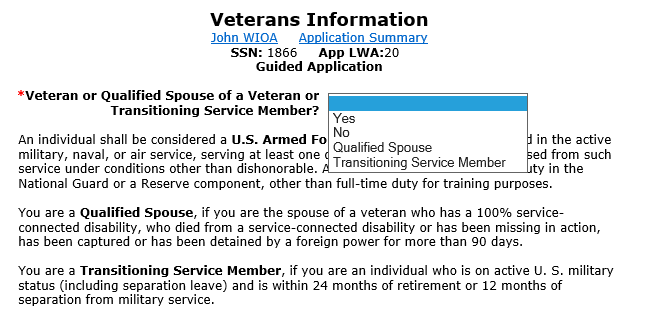 Veterans Information
John WIOA Application Summary
SSN: 1866 App LWA:20
Guided Application
*Veteran or Qualified Spouse of a Veteran or
Transitioning Service Member?
Yes
No
Qualified Spouse
Transitioning Service Member
An individual shall be considered a U.S. Armed in the active
military, naval, or air service, serving at least one from such
service under conditions other than dishonorable. in the
National Guard or a Reserve component, other than full-time duty for training purposes.
You are a Qualified Spouse, if you are the spouse of a veteran who has a 100% service-
connected disability, who died from a service-connected disability or has been missing in action,
has been captured or has been detained by a foreign power for more than 90 days.
You are a Transitioning Service Member, if you are an individual who is on active U. S. military
status (including separation leave) and is within 24 months of retirement or 12 months of
separation from military service.